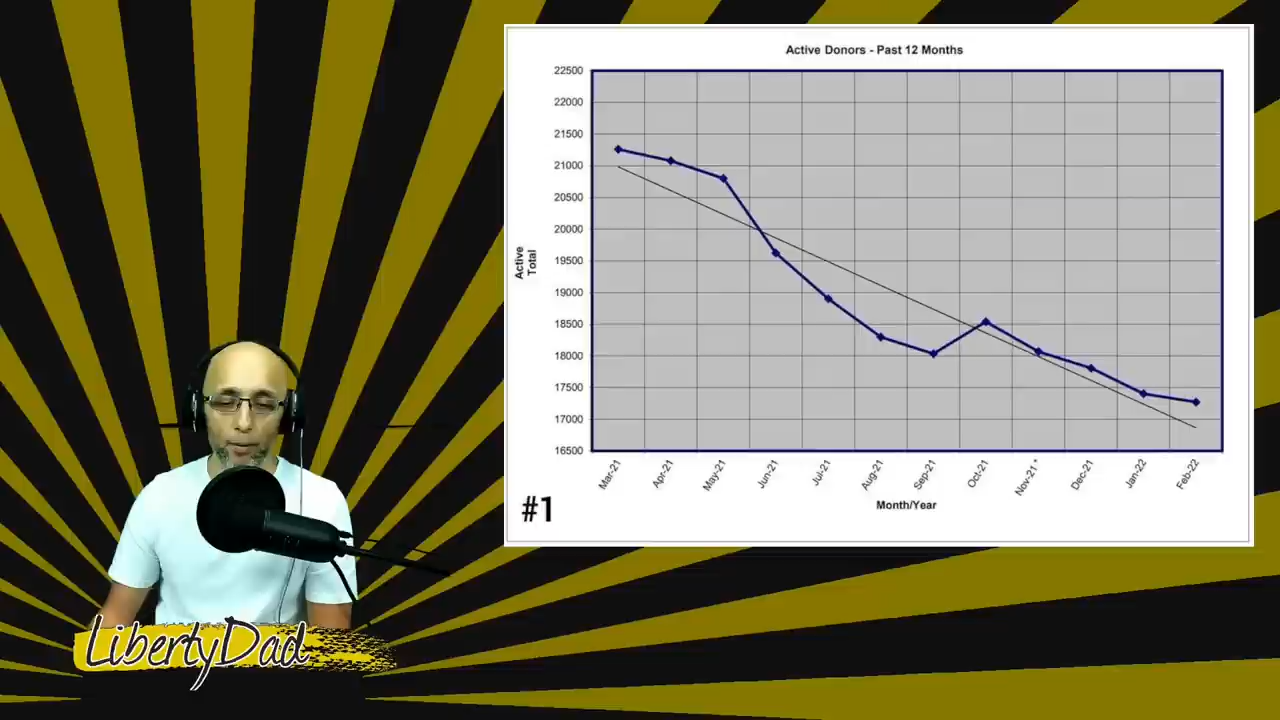 Active Donors - Past 12 Months
22500
22000
21500
21000
20500
20000
19500
19000
18500
18000
17500
17000
16500
Active
Total
Mar-21
Apr-21
May-21
Jun-21
Jul-21
Aug-21
Sep-21
Oct-21
Nov-21 *
Dec-21
Jan-22
Feb-22
Month/Year
#1
LibertyDad